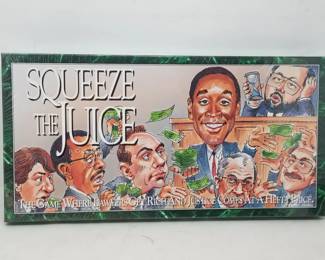 SQUEEZE
THE JUICE
THE GAME WHERE LAWYERS GET RICH AND JUSTICE COMES AT A HEFTY PRICE.